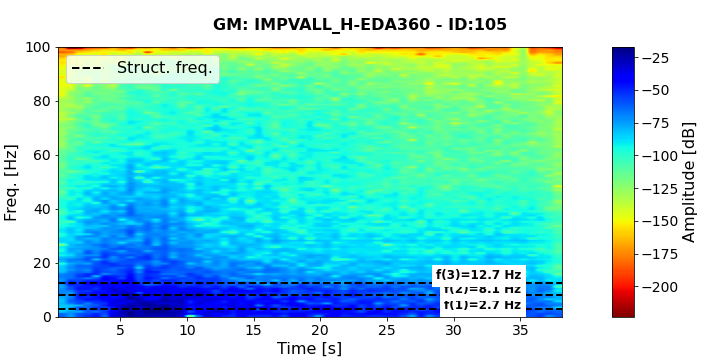 GM: IMPVALL_H-EDA360 - ID:105
Struct. freq.
100
80
60
40
20
0
Freq. [Hz]
5
10
15
20
25
30
35
Time [s]
f(3)=12.7 Hz
f(2)=8.1 Hz
f(1)=2.7 Hz
−25
−50
−75
−100
−125
−150
−175
−200
Amplitude [dB]